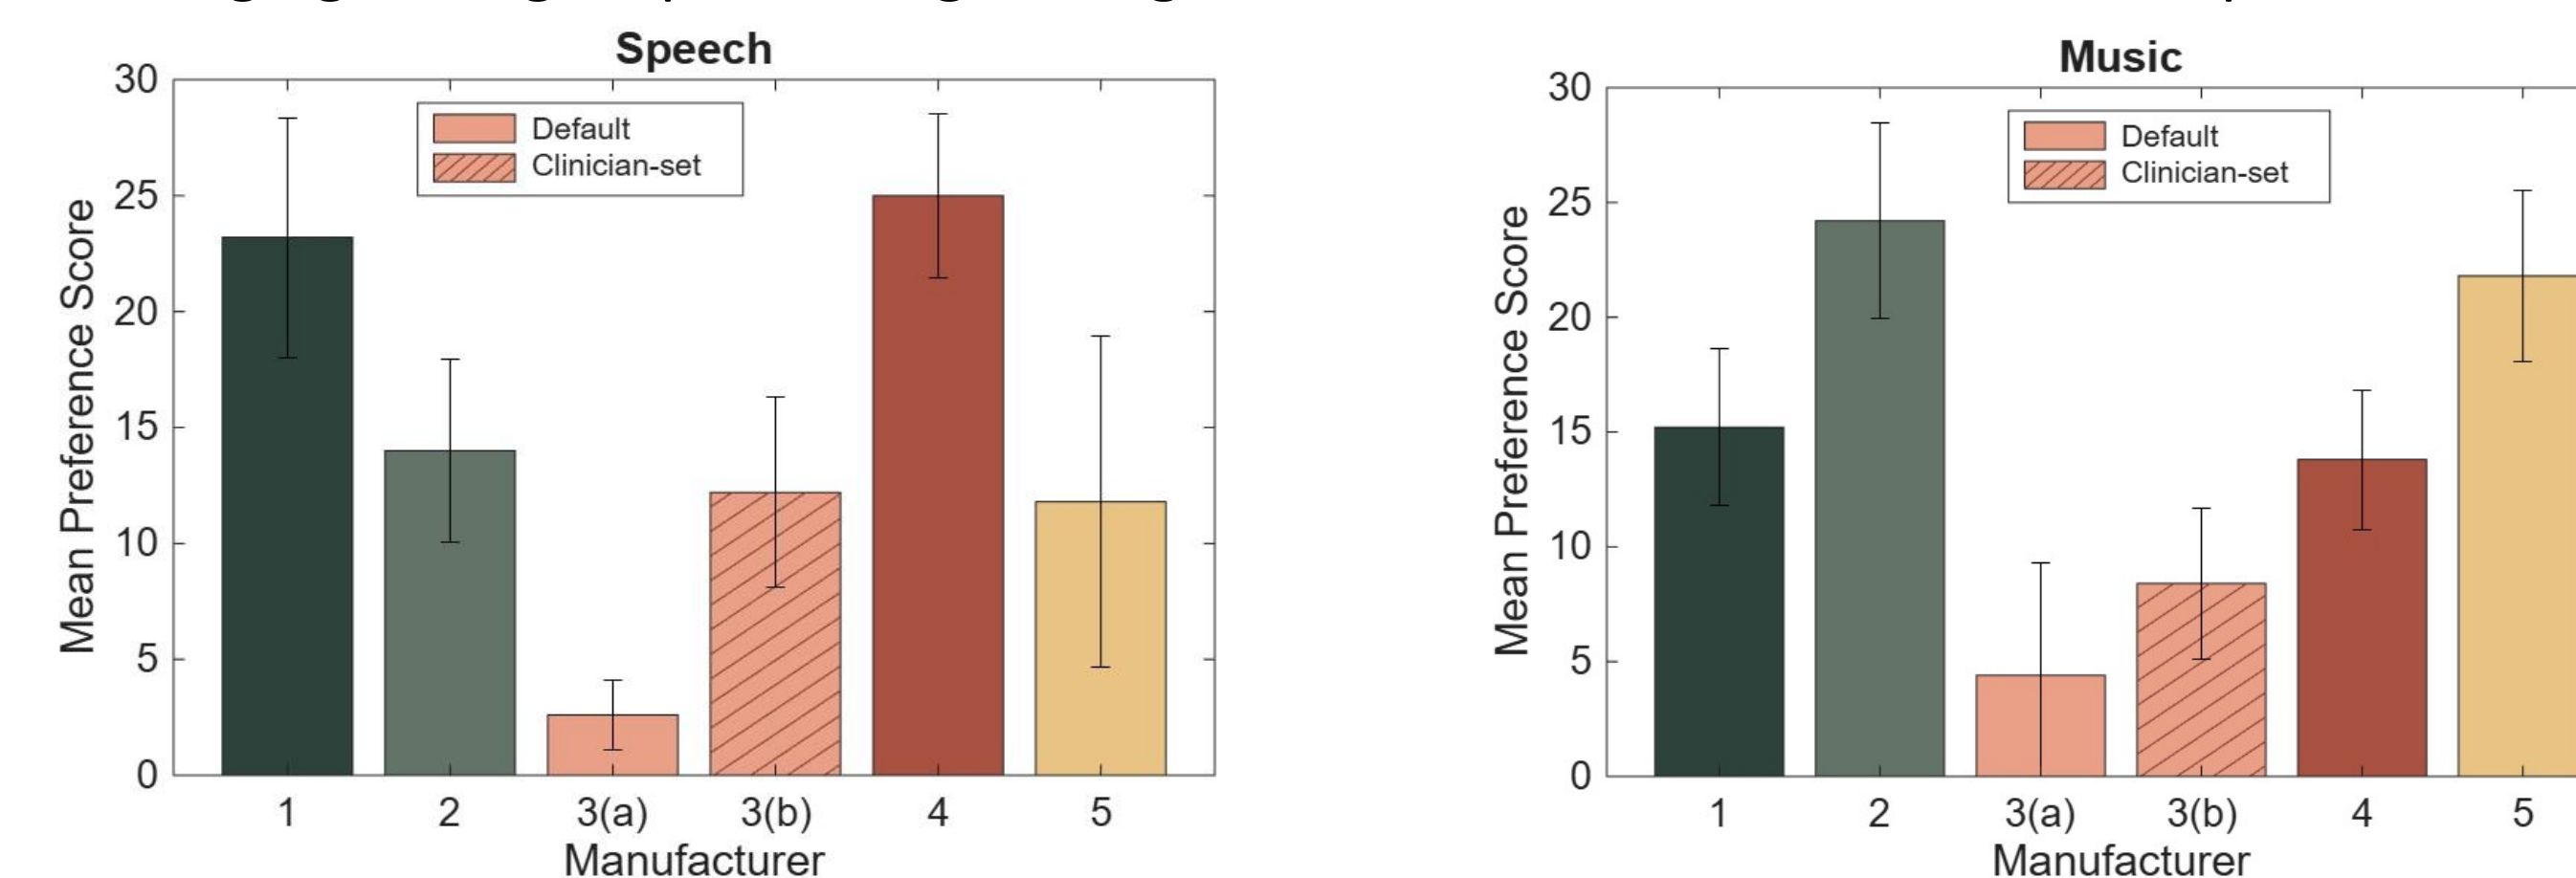 Speech
30
25
20
15
10
5
0
Mean Preference Score
Default
Clinician-set
1 2 3(a) 3(b) 4 5
Manufacturer
Music
30
25
20
15
10
5
0
Mean Preference Score
Default
Clinician-set
1 2 3(a) 3(b) 4 5
Manufacturer